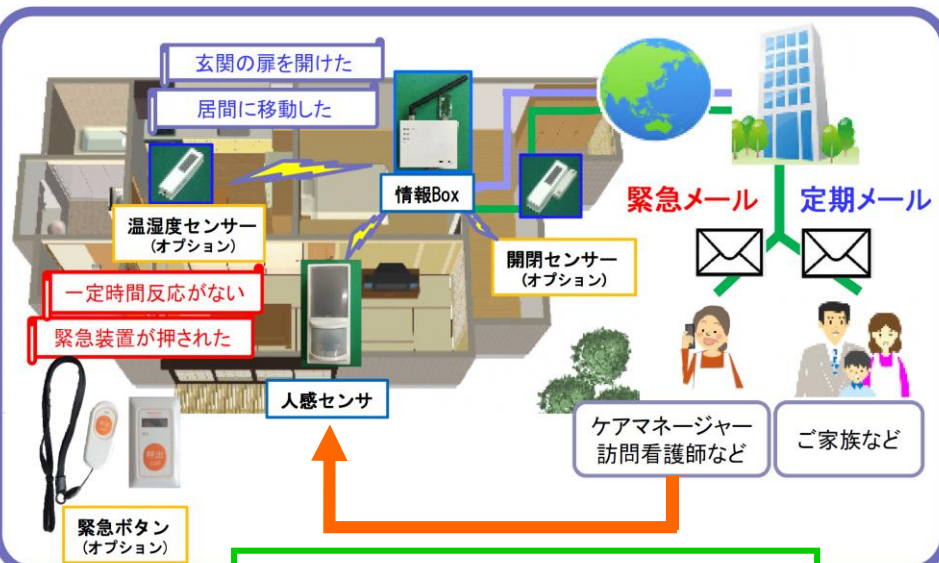 玄関の扉を開けた
居間に移動した
情報Box
温湿度センサー
(オプション)
開閉センサー
(オプション)
緊急メール
定期メール
一定時間反応がない
緊急装置が押された
人感センサ
呼出
ケアマネージャー
訪問看護師など
ご家族など
緊急ボタン
(オプション)